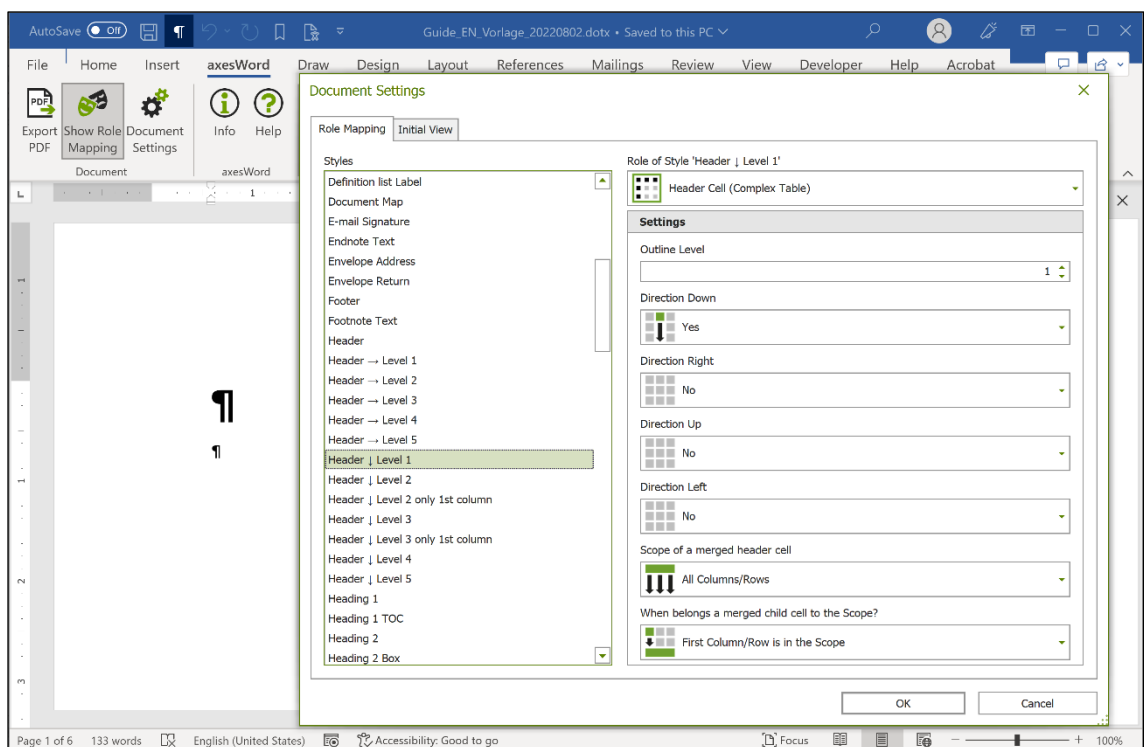 AutoSave Off Guide_EN_Vorlage_20220802.dotx • Saved to this PC
File Home Insert axesWord Draw Design Layout References Mailings Review View Developer Help Acrobat
PDF
Export PDF
Show Role Mapping
Document Settings
Info
Help
Document
axesWord
L
1
1
1
2
3
¶
¶
Document Settings
Role Mapping
Initial View
Styles
Definition list Label
Document Map
E-mail Signature
Endnote Text
Envelope Address
Envelope Return
Footer
Footnote Text
Header
Header → Level 1
Header → Level 2
Header → Level 3
Header → Level 4
Header → Level 5
Header ↓ Level 1
Header ↓ Level 2
Header ↓ Level 2 only 1st column
Header ↓ Level 3
Header ↓ Level 3 only 1st column
Header ↓ Level 4
Header ↓ Level 5
Heading 1
Heading 1 TOC
Heading 2
Heading 2 Box
Role of Style 'Header ↓ Level 1'
Header Cell (Complex Table)
Settings
Outline Level
1
Direction Down
Yes
Direction Right
No
Direction Up
No
Direction Left
No
Scope of a merged header cell
All Columns/Rows
When belongs a merged child cell to the Scope?
First Column/Row is in the Scope
OK
Cancel
Page 1 of 6 133 words English (United States) Accessibility: Good to go Focus 100%